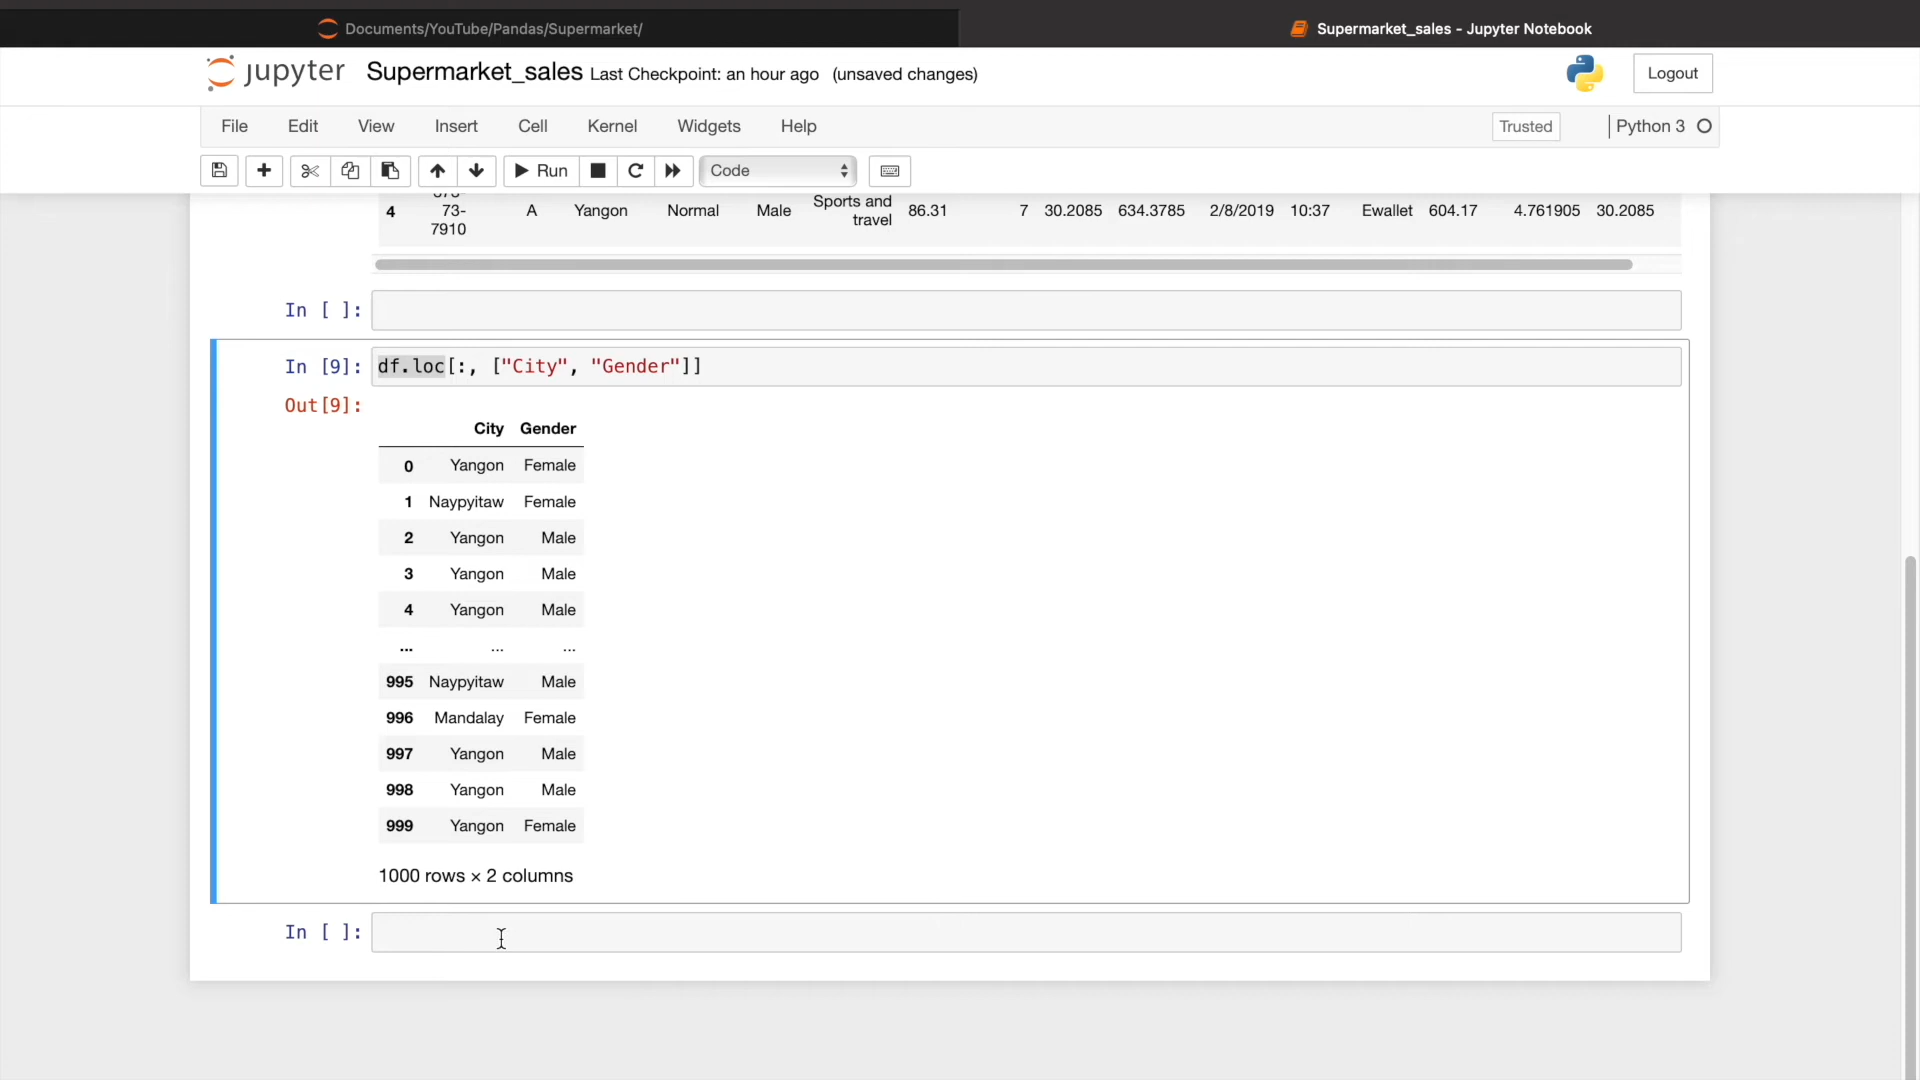 Documents/YouTube/Pandas/Supermarket/
Supermarket_sales - Jupyter Notebook
jupyter Supermarket_sales Last Checkpoint: an hour ago (unsaved changes)
Logout
File Edit View Insert Cell Kernel Widgets Help
Trusted
Python 3
Run
Code
4 73-7910 A Yangon Normal Male Sports and travel 86.31 7 30.2085 634.3785 2/8/2019 10:37 Ewallet 604.17 4.761905 30.2085
In [ ]:
In [9]: df.loc[:, ["City", "Gender"]]
Out[9]:
City Gender
0 Yangon Female
1 Naypyitaw Female
2 Yangon Male
3 Yangon Male
4 Yangon Male
... ... ...
995 Naypyitaw Male
996 Mandalay Female
997 Yangon Male
998 Yangon Male
999 Yangon Female
1000 rows × 2 columns
In [ ]: